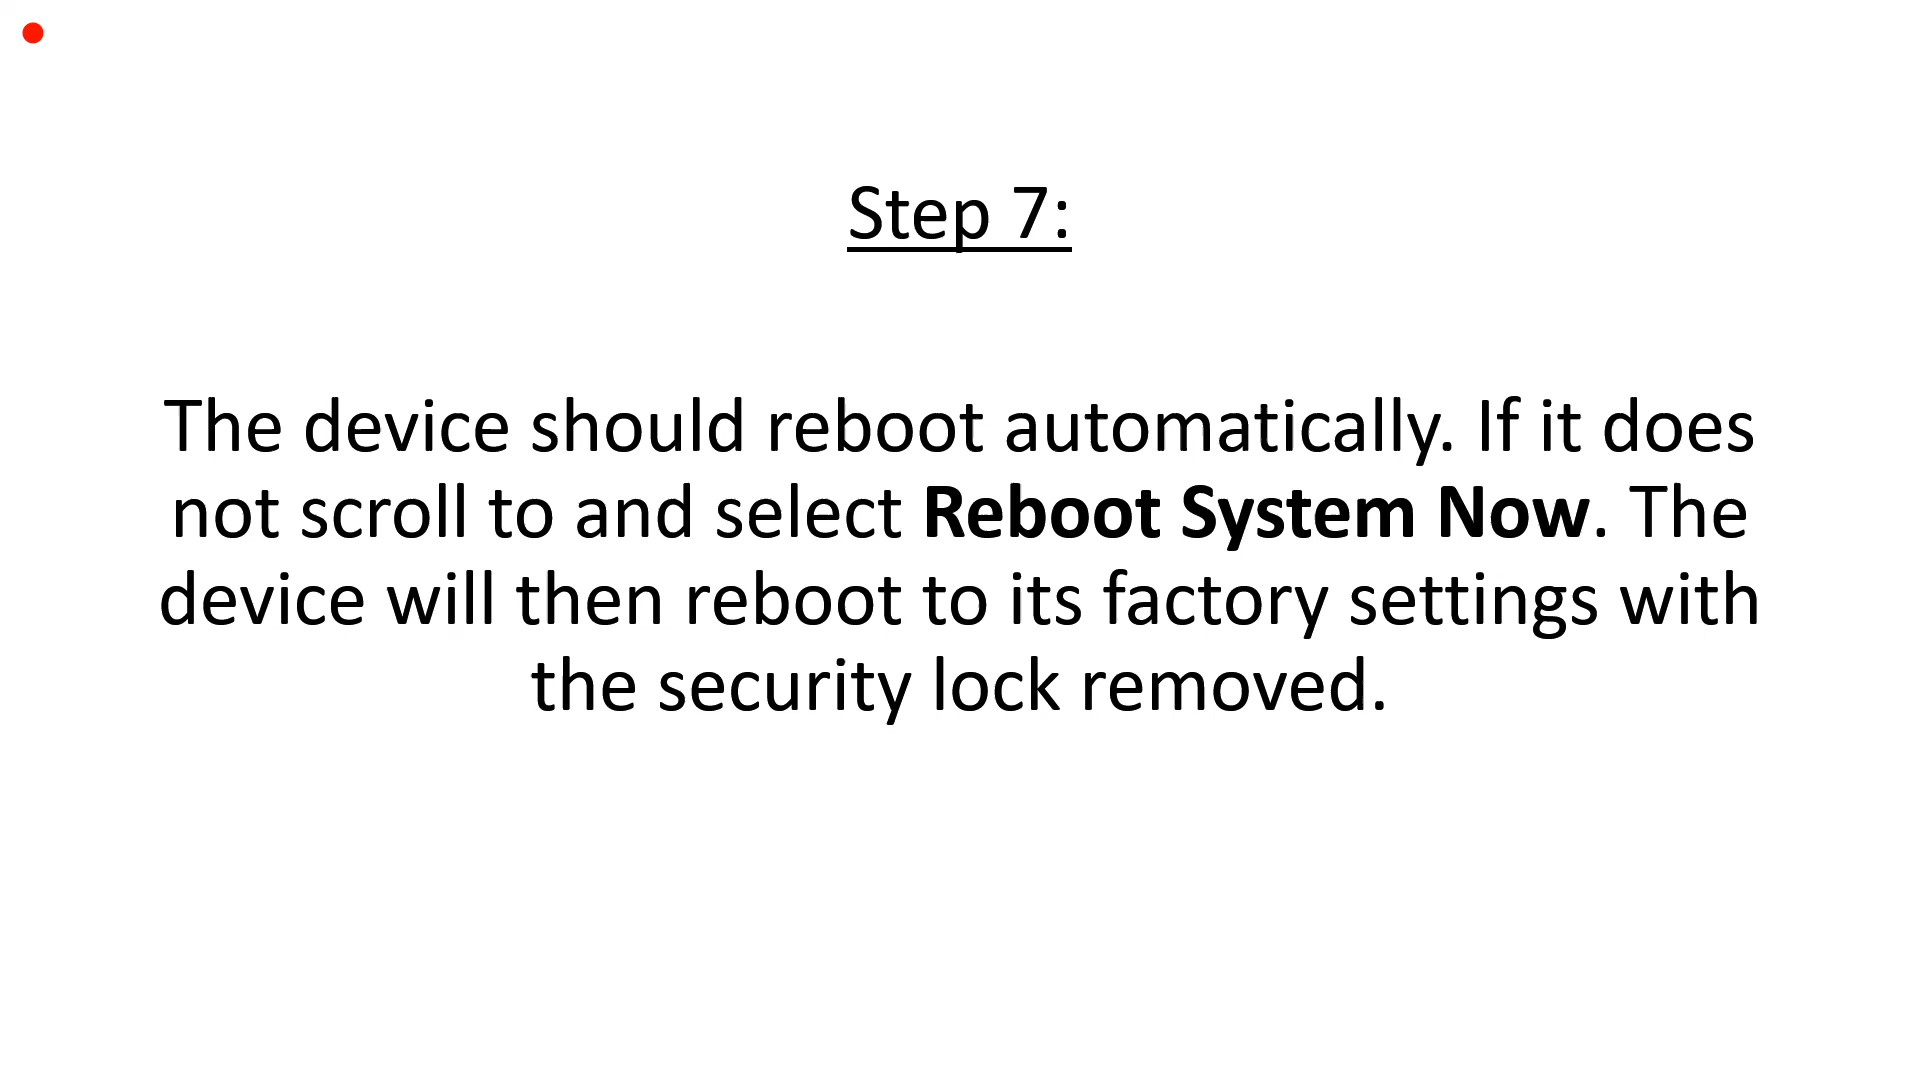 Step 7:
The device should reboot automatically. If it does
not scroll to and select Reboot System Now. The
device will then reboot to its factory settings with
the security lock removed.